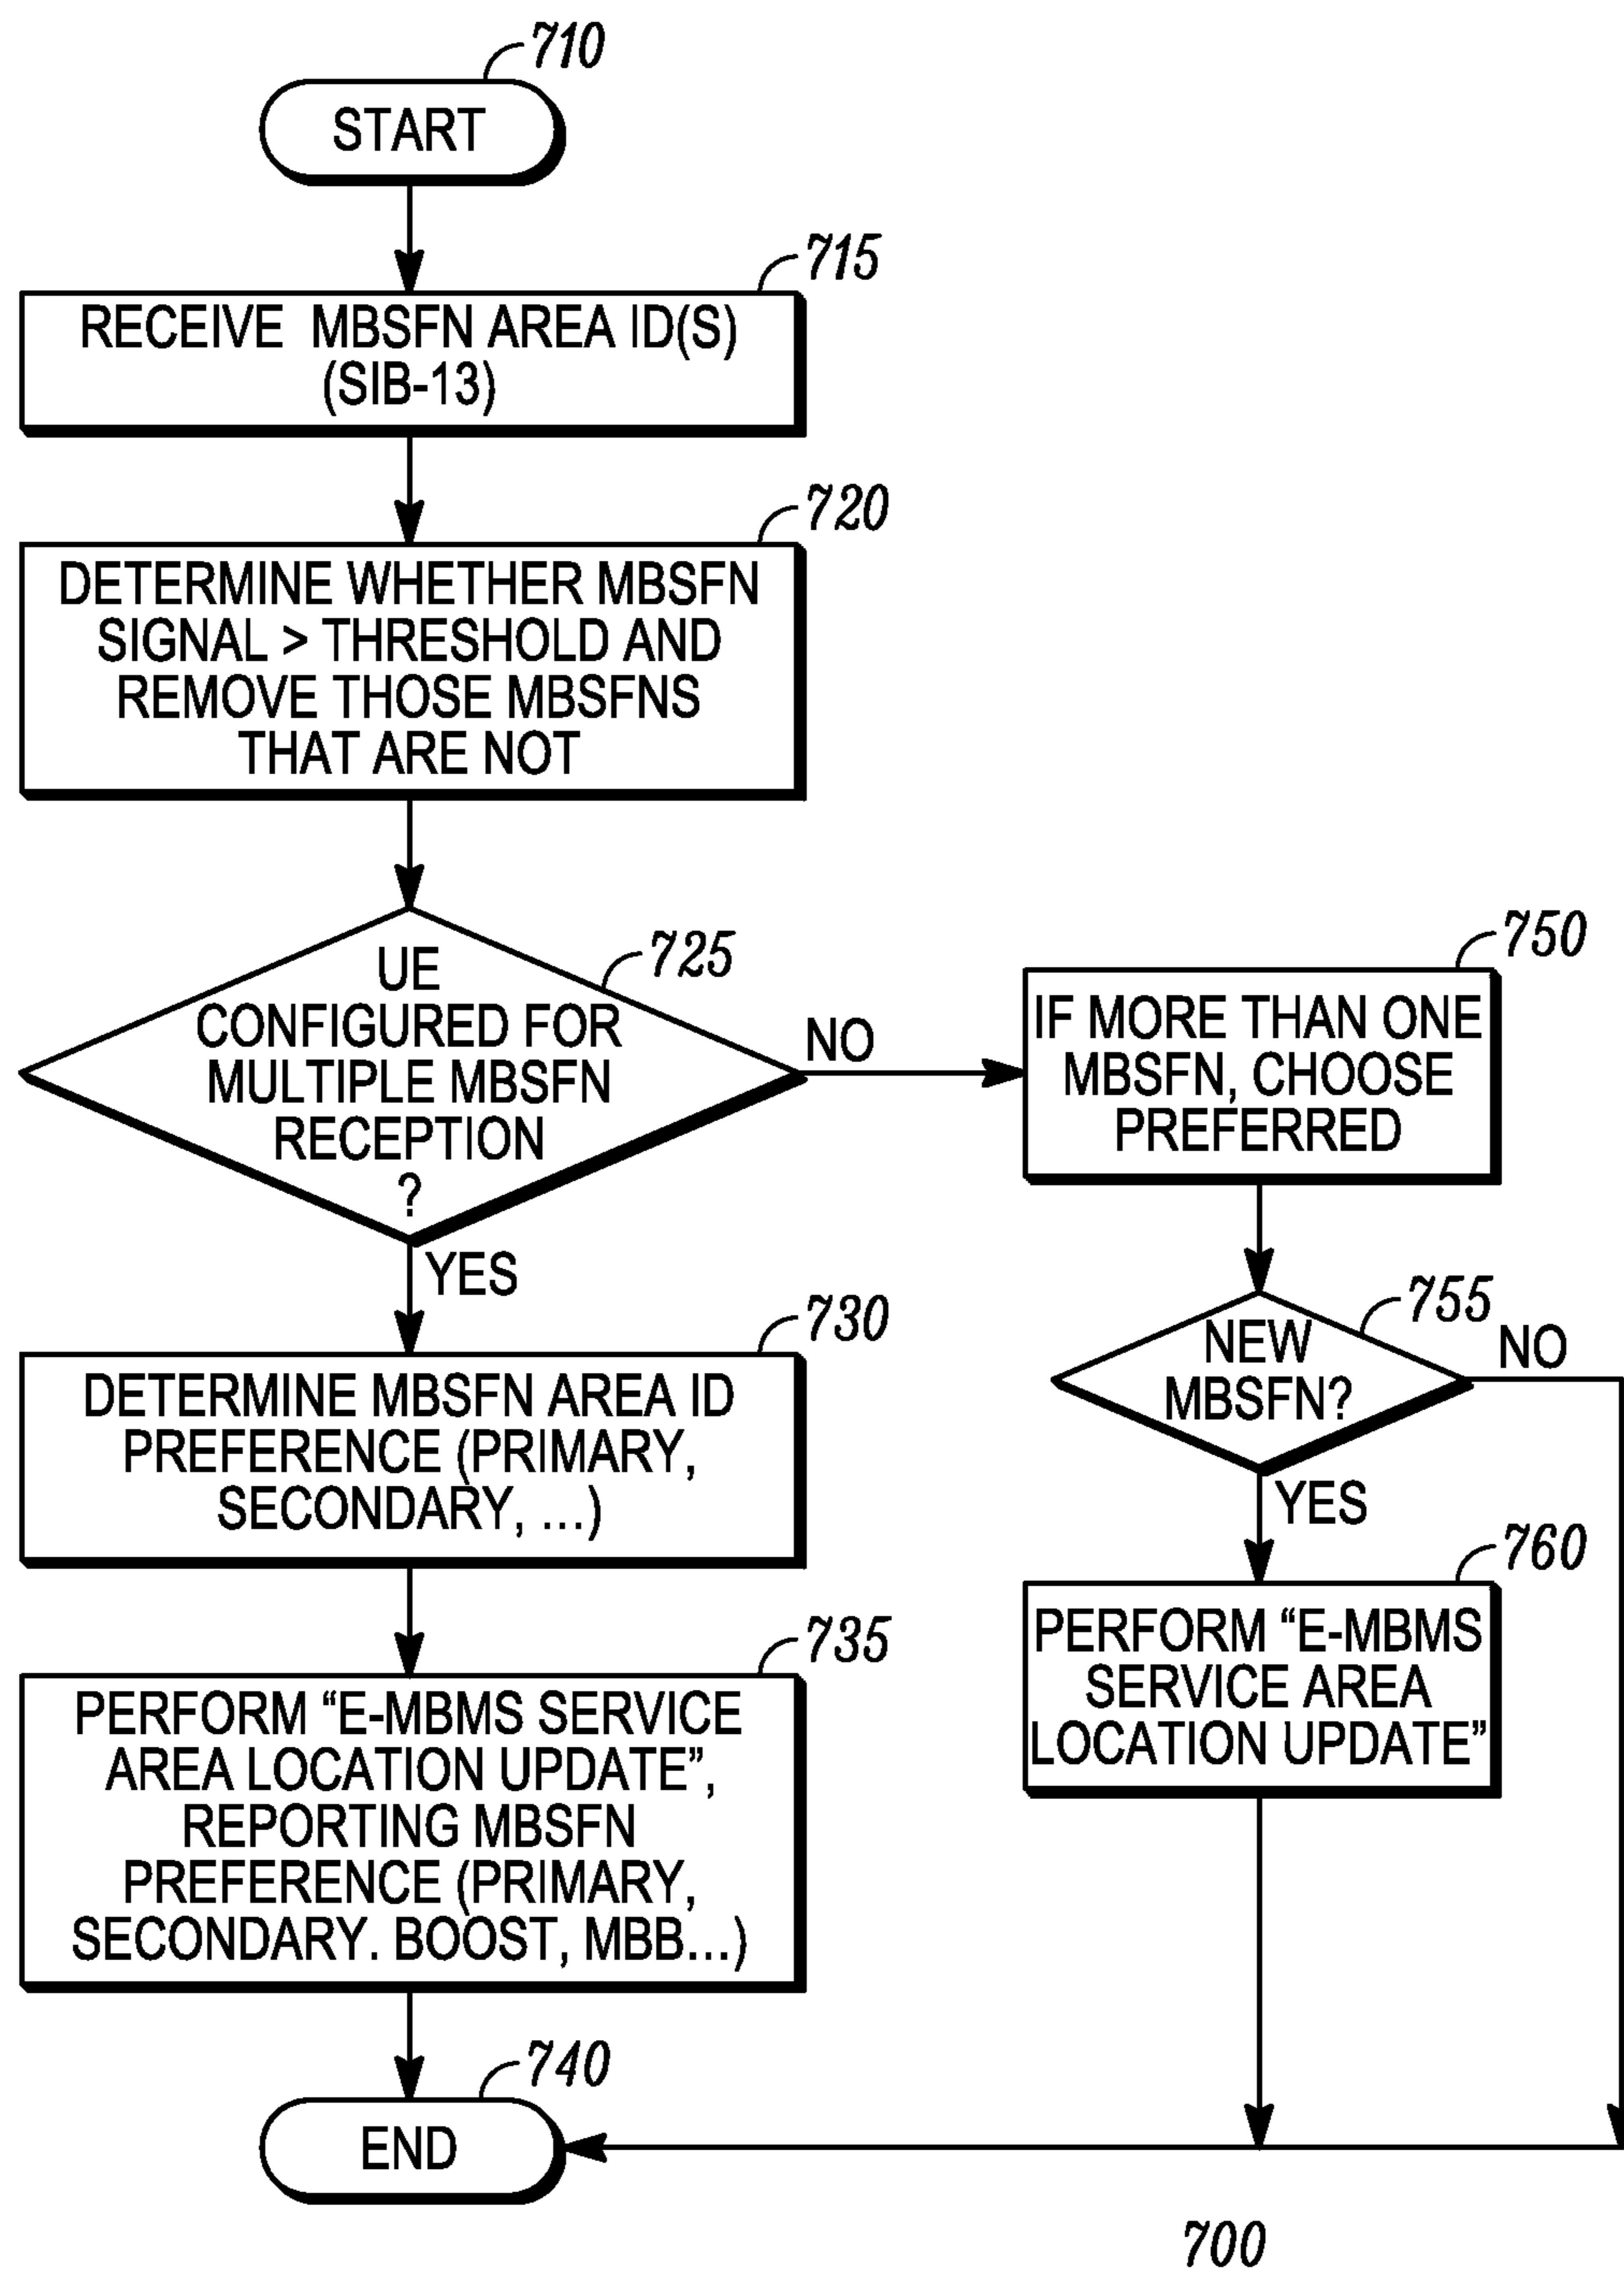 710
START
715
RECEIVE MBSFN AREA ID(S)
(SIB-13)
720
DETERMINE WHETHER MBSFN
SIGNAL > THRESHOLD AND
REMOVE THOSE MBSFNS
THAT ARE NOT
725
UE
CONFIGURED FOR
MULTIPLE MBSFN
RECEPTION
?
NO
YES
730
DETERMINE MBSFN AREA ID
PREFERENCE (PRIMARY,
SECONDARY, ...)
735
PERFORM “E-MBMS SERVICE
AREA LOCATION UPDATE”,
REPORTING MBSFN
PREFERENCE (PRIMARY,
SECONDARY. BOOST, MBB...)
740
END
750
IF MORE THAN ONE
MBSFN, CHOOSE
PREFERRED
755
NEW
MBSFN?
NO
YES
760
PERFORM “E-MBMS
SERVICE AREA
LOCATION UPDATE”
700